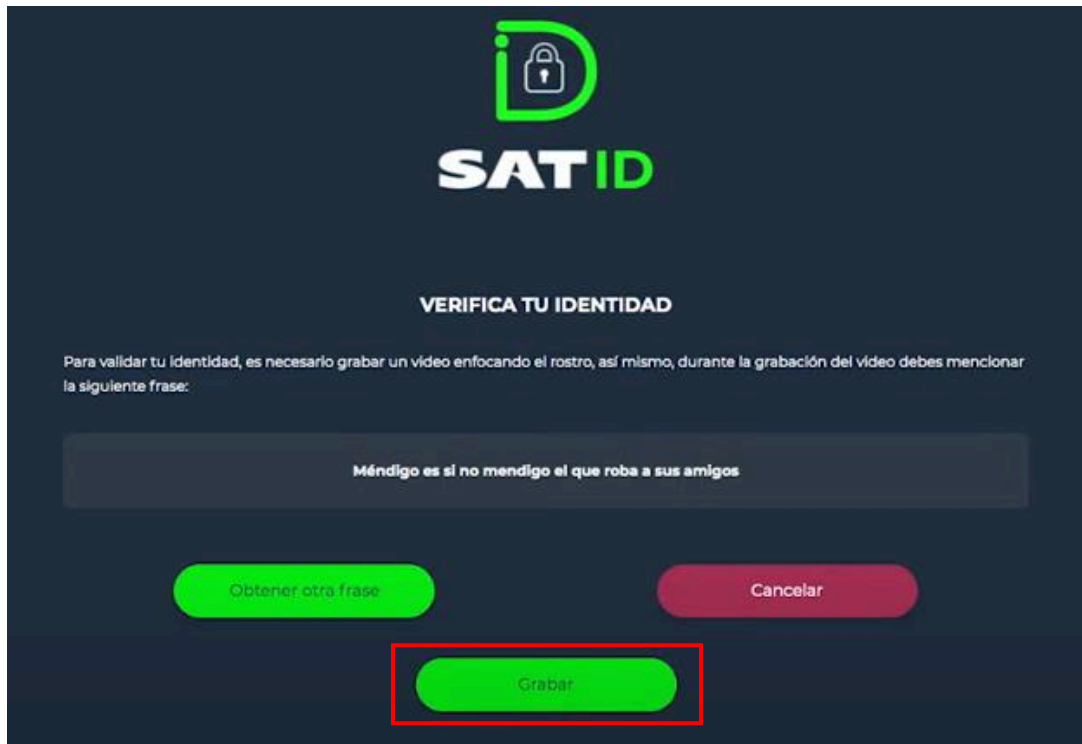 SAT ID
VERIFICA TU IDENTIDAD
Para validar tu identidad, es necesario grabar un video enfocando el rostro, así mismo, durante la grabación del video debes mencionar
la siguiente frase:
Méndigo es si no mendigo el que roba a sus amigos
Obtener otra frase
Cancelar
Grabar